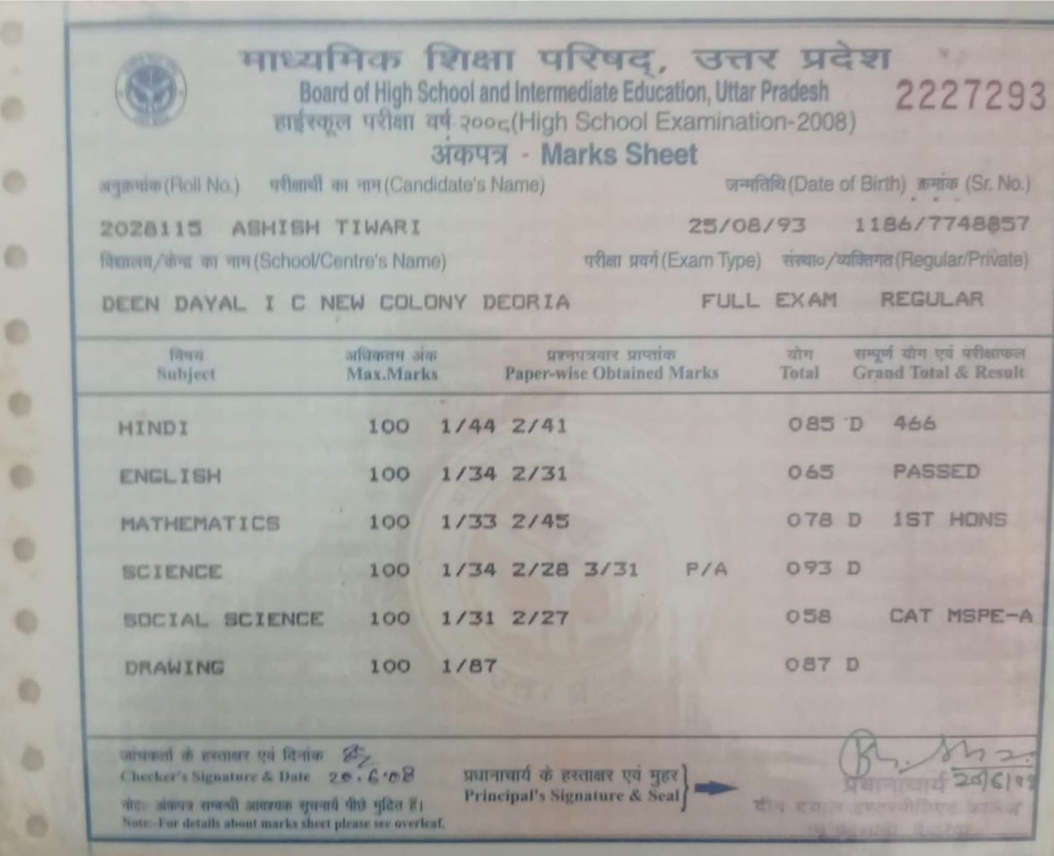 माध्यमिक शिक्षा परिषद्, उत्तर प्रदेश
Board of High School and Intermediate Education, Uttar Pradesh
2227293
हाईस्कूल परीक्षा वर्ष २००८(High School Examination-2008)
अंकपत्र - Marks Sheet
अनुक्रमांक(Roll No.) परीक्षार्थी का नाम(Candidate's Name) जन्मतिथि(Date of Birth) क्रमांक (Sr. No.)
2028115 ASHISH TIWARI 25/08/93 1186/7748857
विद्यालय/केन्द्र का नाम(School/Centre's Name) परीक्षा प्रवर्ग(Exam Type) संस्था०/व्यक्तिगत(Regular/Private)
DEEN DAYAL I C NEW COLONY DEORIA FULL EXAM REGULAR
विषय अधिकतम अंक प्रश्नपत्रवार प्राप्तांक योग सम्पूर्ण योग एवं परीक्षाफल
Subject Max.Marks Paper-wise Obtained Marks Total Grand Total & Result
HINDI 100 1/44 2/41 085 D 466
ENGLISH 100 1/34 2/31 065 PASSED
MATHEMATICS 100 1/33 2/45 078 D 1ST HONS
SCIENCE 100 1/34 2/28 3/31 P/A 093 D
SOCIAL SCIENCE 100 1/31 2/27 058 CAT MSPE-A
DRAWING 100 1/87 087 D
जांचकर्ता के हस्ताक्षर एवं दिनांक
Checker's Signature & Date 20.6.08
प्रधानाचार्य के हस्ताक्षर एवं मुहर
Principal's Signature & Seal
प्रधानाचार्य 20/6/08
दीन दयाल इण्टरमीडिएट कालेज
नोट:- अंकपत्र सम्बन्धी आवश्यक सूचनायें पीछे मुद्रित हैं।
Note:-For details about marks sheet please see overleaf.